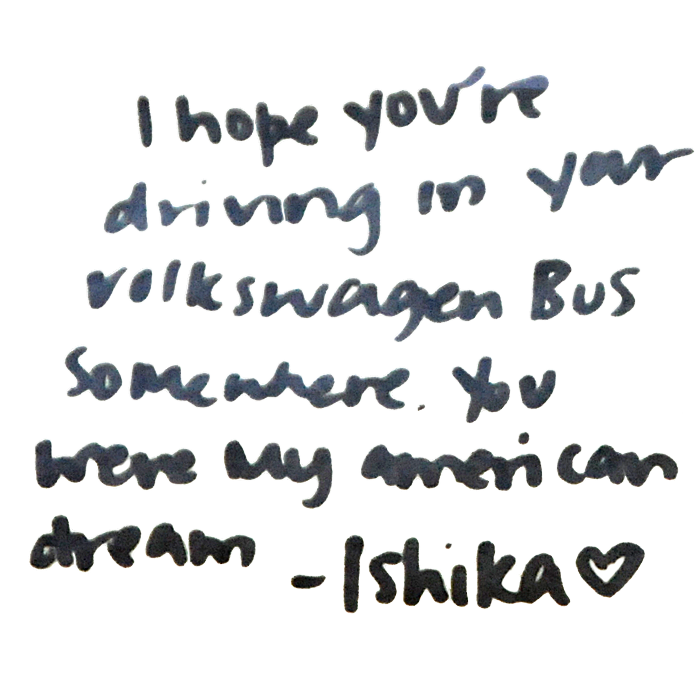 I hope you're
driving in your
volkswagen Bus
Somewhere. You
were my american
dream
-Ishika♡